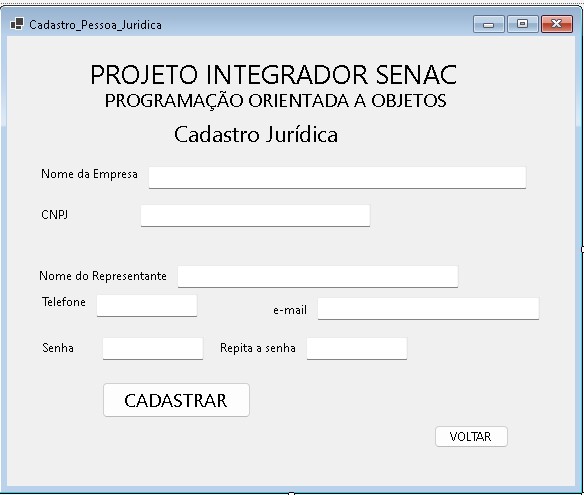 Cadastro_Pessoa_Juridica
PROJETO INTEGRADOR SENAC
PROGRAMAÇÃO ORIENTADA A OBJETOS
Cadastro Jurídica
Nome da Empresa
CNPJ
Nome do Representante
Telefone
e-mail
Senha Repita a senha
CADASTRAR
VOLTAR